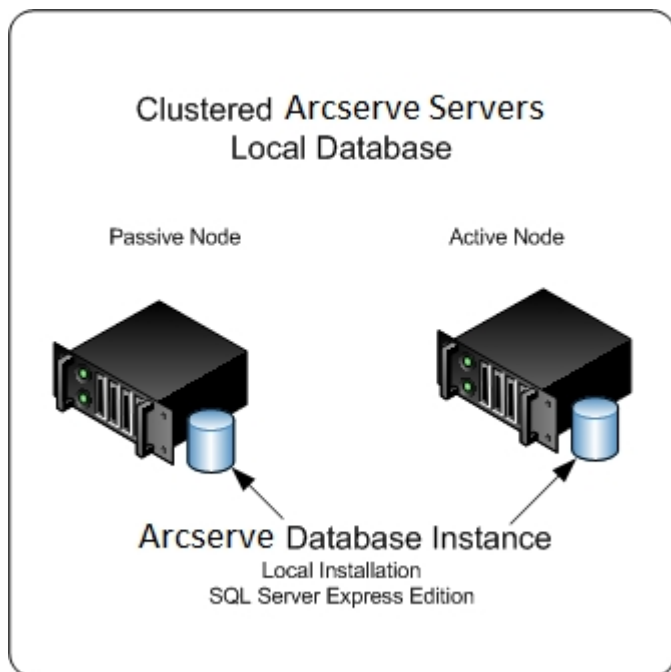 Clustered Arcserve Servers
Local Database
Passive Node
Active Node
Arcserve Database Instance
Local Installation
SQL Server Express Edition